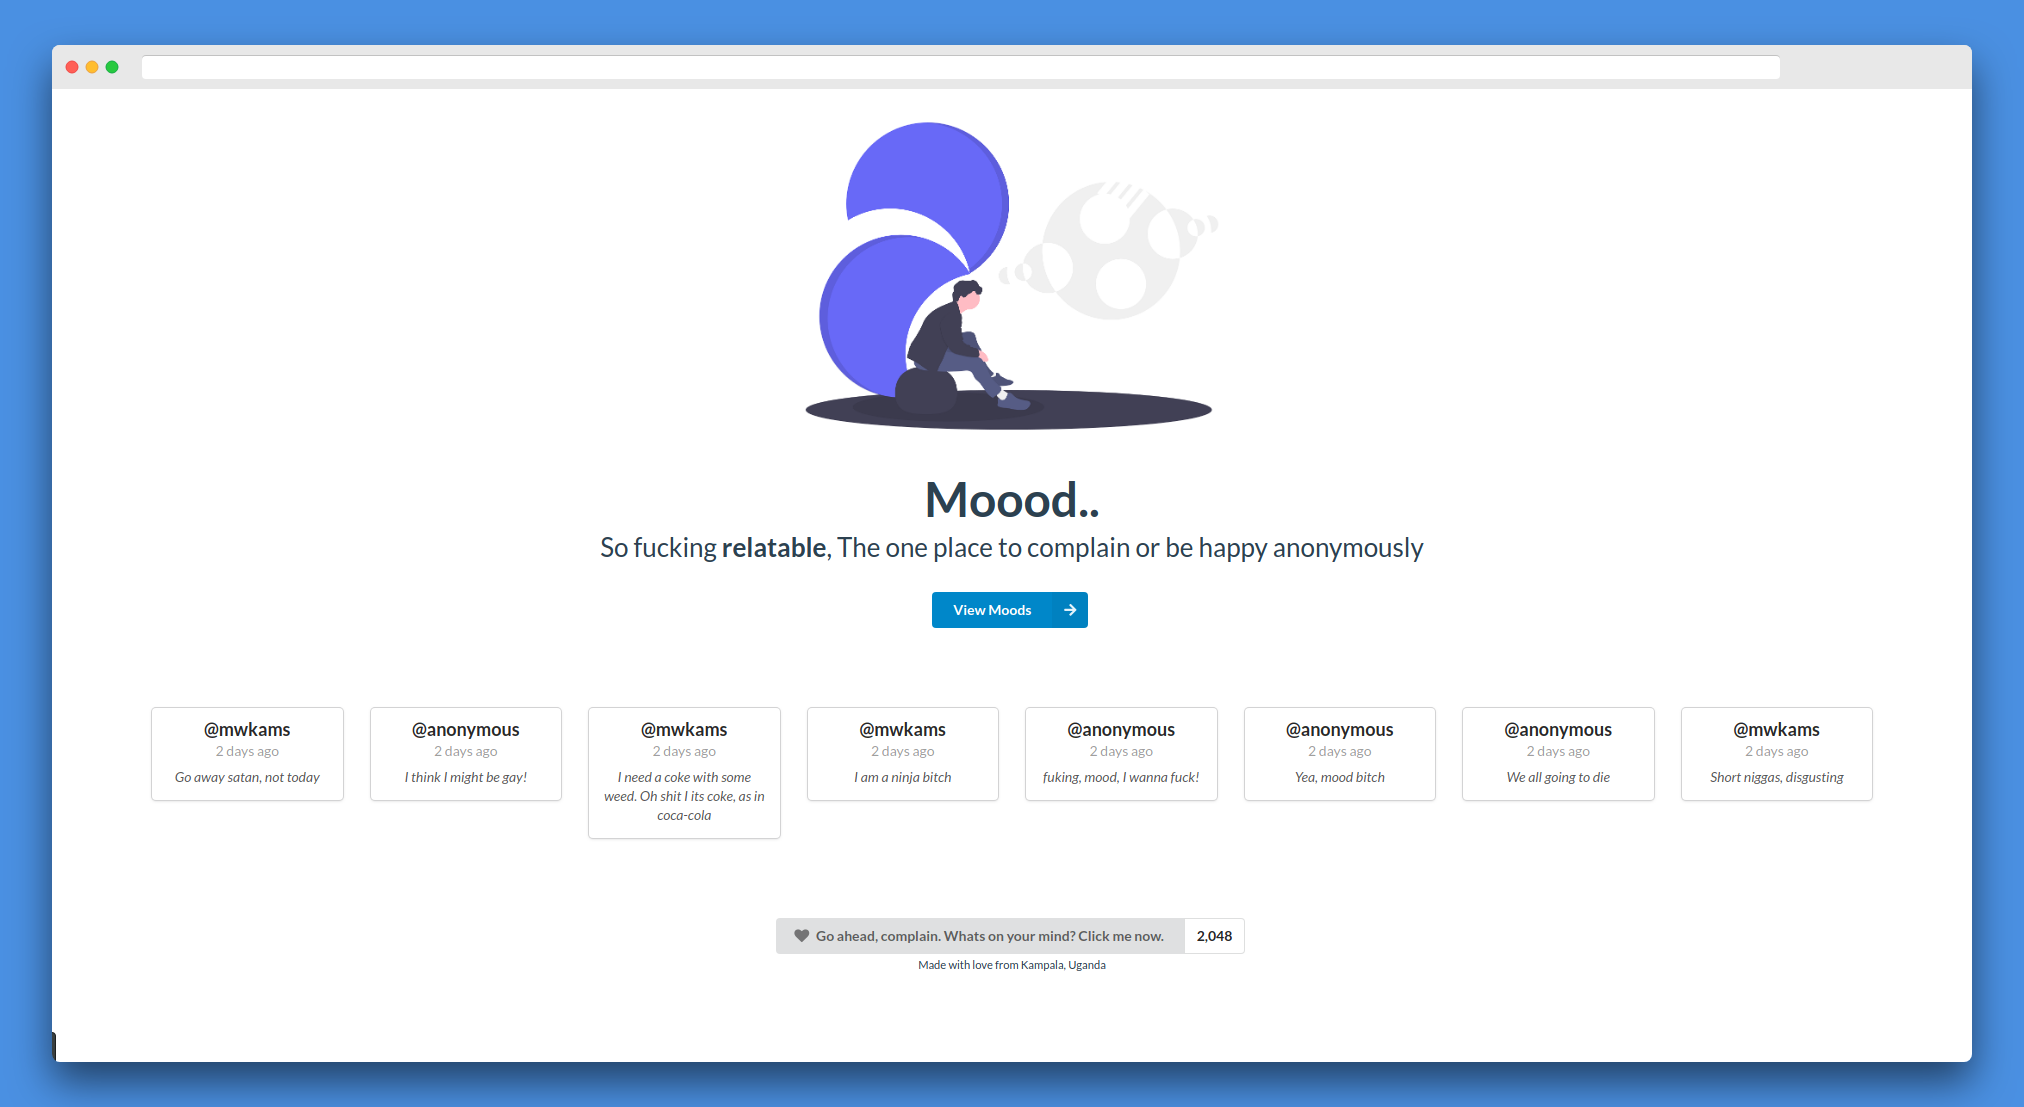 Moood..
So fucking relatable, The one place to complain or be happy anonymously
View Moods
@mwkams
2 days ago
Go away satan, not today
@anonymous
2 days ago
I think I might be gay!
@mwkams
2 days ago
I need a coke with some
weed. Oh shit I its coke, as in
coca-cola
@mwkams
2 days ago
I am a ninja bitch
@anonymous
2 days ago
fuking, mood, I wanna fuck!
@anonymous
2 days ago
Yea, mood bitch
@anonymous
2 days ago
We all going to die
@mwkams
2 days ago
Short niggas, disgusting
Go ahead, complain. Whats on your mind? Click me now. 2,048
Made with love from Kampala, Uganda